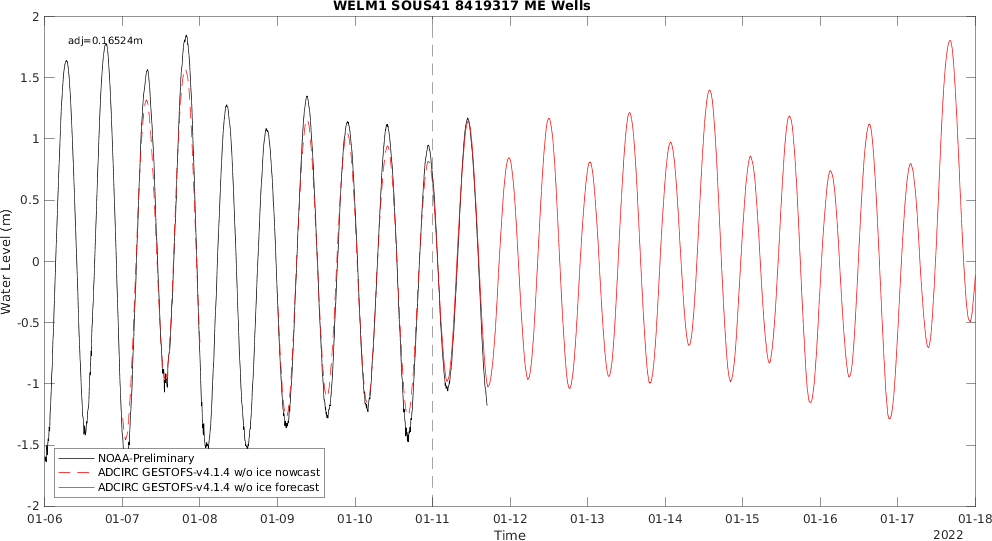 WELM1 SOUS41 8419317 ME Wells
adj=0.16524m
2
1.5
1
0.5
0
-0.5
-1
-1.5
-2
Water Level (m)
NOAA-Preliminary
ADCIRC GESTOFS-v4.1.4 w/o ice nowcast
ADCIRC GESTOFS-v4.1.4 w/o ice forecast
01-06 01-07 01-08 01-09 01-10 01-11 01-12 01-13 01-14 01-15 01-16 01-17 01-18
Time
2022